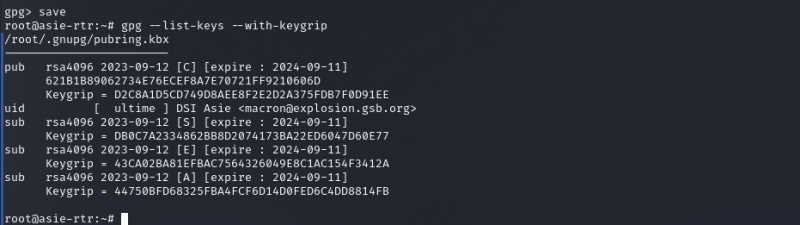 gpg> save
root@asie-rtr:~# gpg --list-keys --with-keygrip
/root/.gnupg/pubring.kbx
------------------------
pub   rsa4096 2023-09-12 [C] [expire : 2024-09-11]
      621B1B89062734E76ECEF8A7E70721FF9210606D
      Keygrip = D2C8A1D5CD749D8AEE8F2E2D2A375FDB7F0D91EE
uid           [  ultime ] DSI Asie <macron@explosion.gsb.org>
sub   rsa4096 2023-09-12 [S] [expire : 2024-09-11]
      Keygrip = DB0C7A2334862BB8D2074173BA22ED6047D60E77
sub   rsa4096 2023-09-12 [E] [expire : 2024-09-11]
      Keygrip = 43CA02BA81EFBAC7564326049E8C1AC154F3412A
sub   rsa4096 2023-09-12 [A] [expire : 2024-09-11]
      Keygrip = 44750BFD68325FBA4FCF6D14D0FED6C4DD8814FB
root@asie-rtr:~#